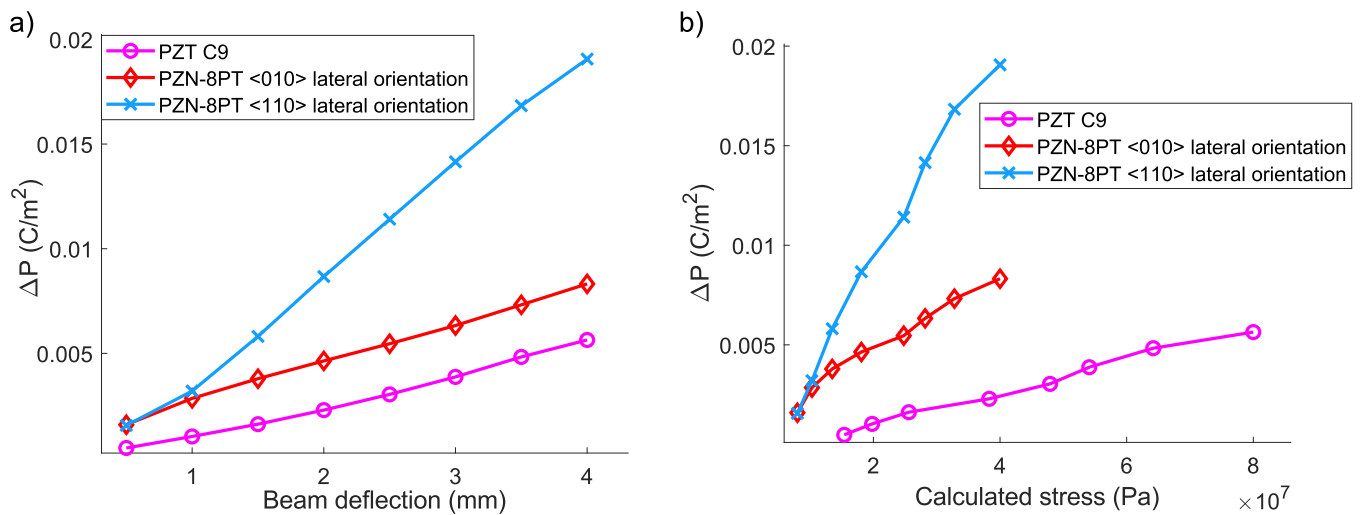 a)
0.02
0.015
0.01
0.005
ΔP (C/m²)
PZT C9
PZN-8PT <010> lateral orientation
PZN-8PT <110> lateral orientation
1
2
3
4
Beam deflection (mm)
b)
0.02
0.015
0.01
0.005
ΔP (C/m²)
PZT C9
PZN-8PT <010> lateral orientation
PZN-8PT <110> lateral orientation
2
4
6
8
Calculated stress (Pa)
×10⁷